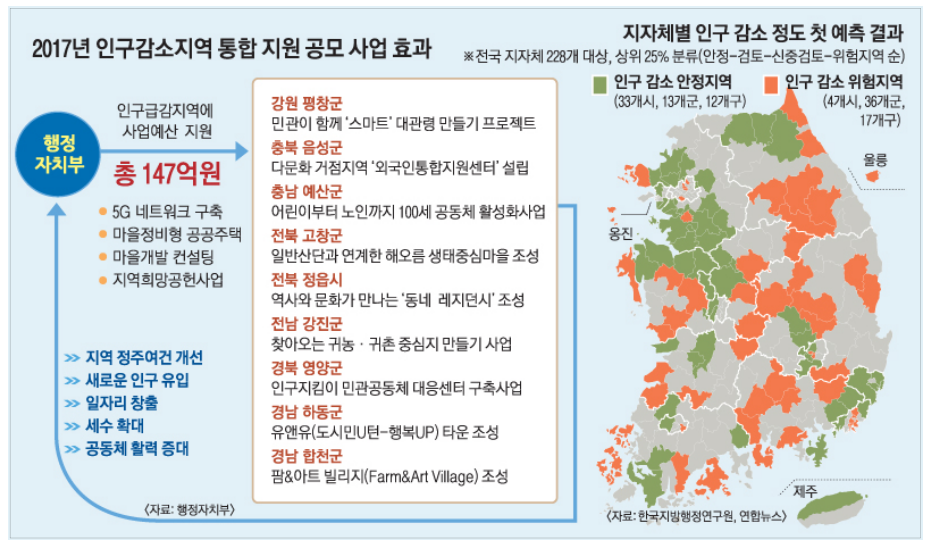 2017년 인구감소지역 통합 지원 공모 사업 효과
행정
자치부
인구급감지역에
사업예산 지원
총 147억원
● 5G 네트워크 구축
● 마을정비형 공공주택
● 마을개발 컨설팅
● 지역희망공헌사업
≫ 지역 정주여건 개선
≫ 새로운 인구 유입
≫ 일자리 창출
≫ 세수 확대
≫ 공동체 활력 증대
강원 평창군
민관이 함께 '스마트' 대관령 만들기 프로젝트
충북 음성군
다문화 거점지역 '외국인통합지원센터' 설립
충남 예산군
어린이부터 노인까지 100세 공동체 활성화사업
전북 고창군
일반산단과 연계한 해오름 생태중심마을 조성
전북 정읍시
역사와 문화가 만나는 '동네 레지던시' 조성
전남 강진군
찾아오는 귀농·귀촌 중심지 만들기 사업
경북 영양군
인구지킴이 민관공동체 대응센터 구축사업
경남 하동군
유앤유(도시민U턴-행복UP) 타운 조성
경남 합천군
팜&아트 빌리지(Farm&Art Village) 조성
〈자료: 행정자치부〉
지자체별 인구 감소 정도 첫 예측 결과
※전국 지자체 228개 대상, 상위 25% 분류(안정-검토-신중검토-위험지역 순)
인구 감소 안정지역
(33개시, 13개군, 12개구)
인구 감소 위험지역
(4개시, 36개군,
17개구)
울릉
옹진
제주
〈자료: 한국지방행정연구원, 연합뉴스〉